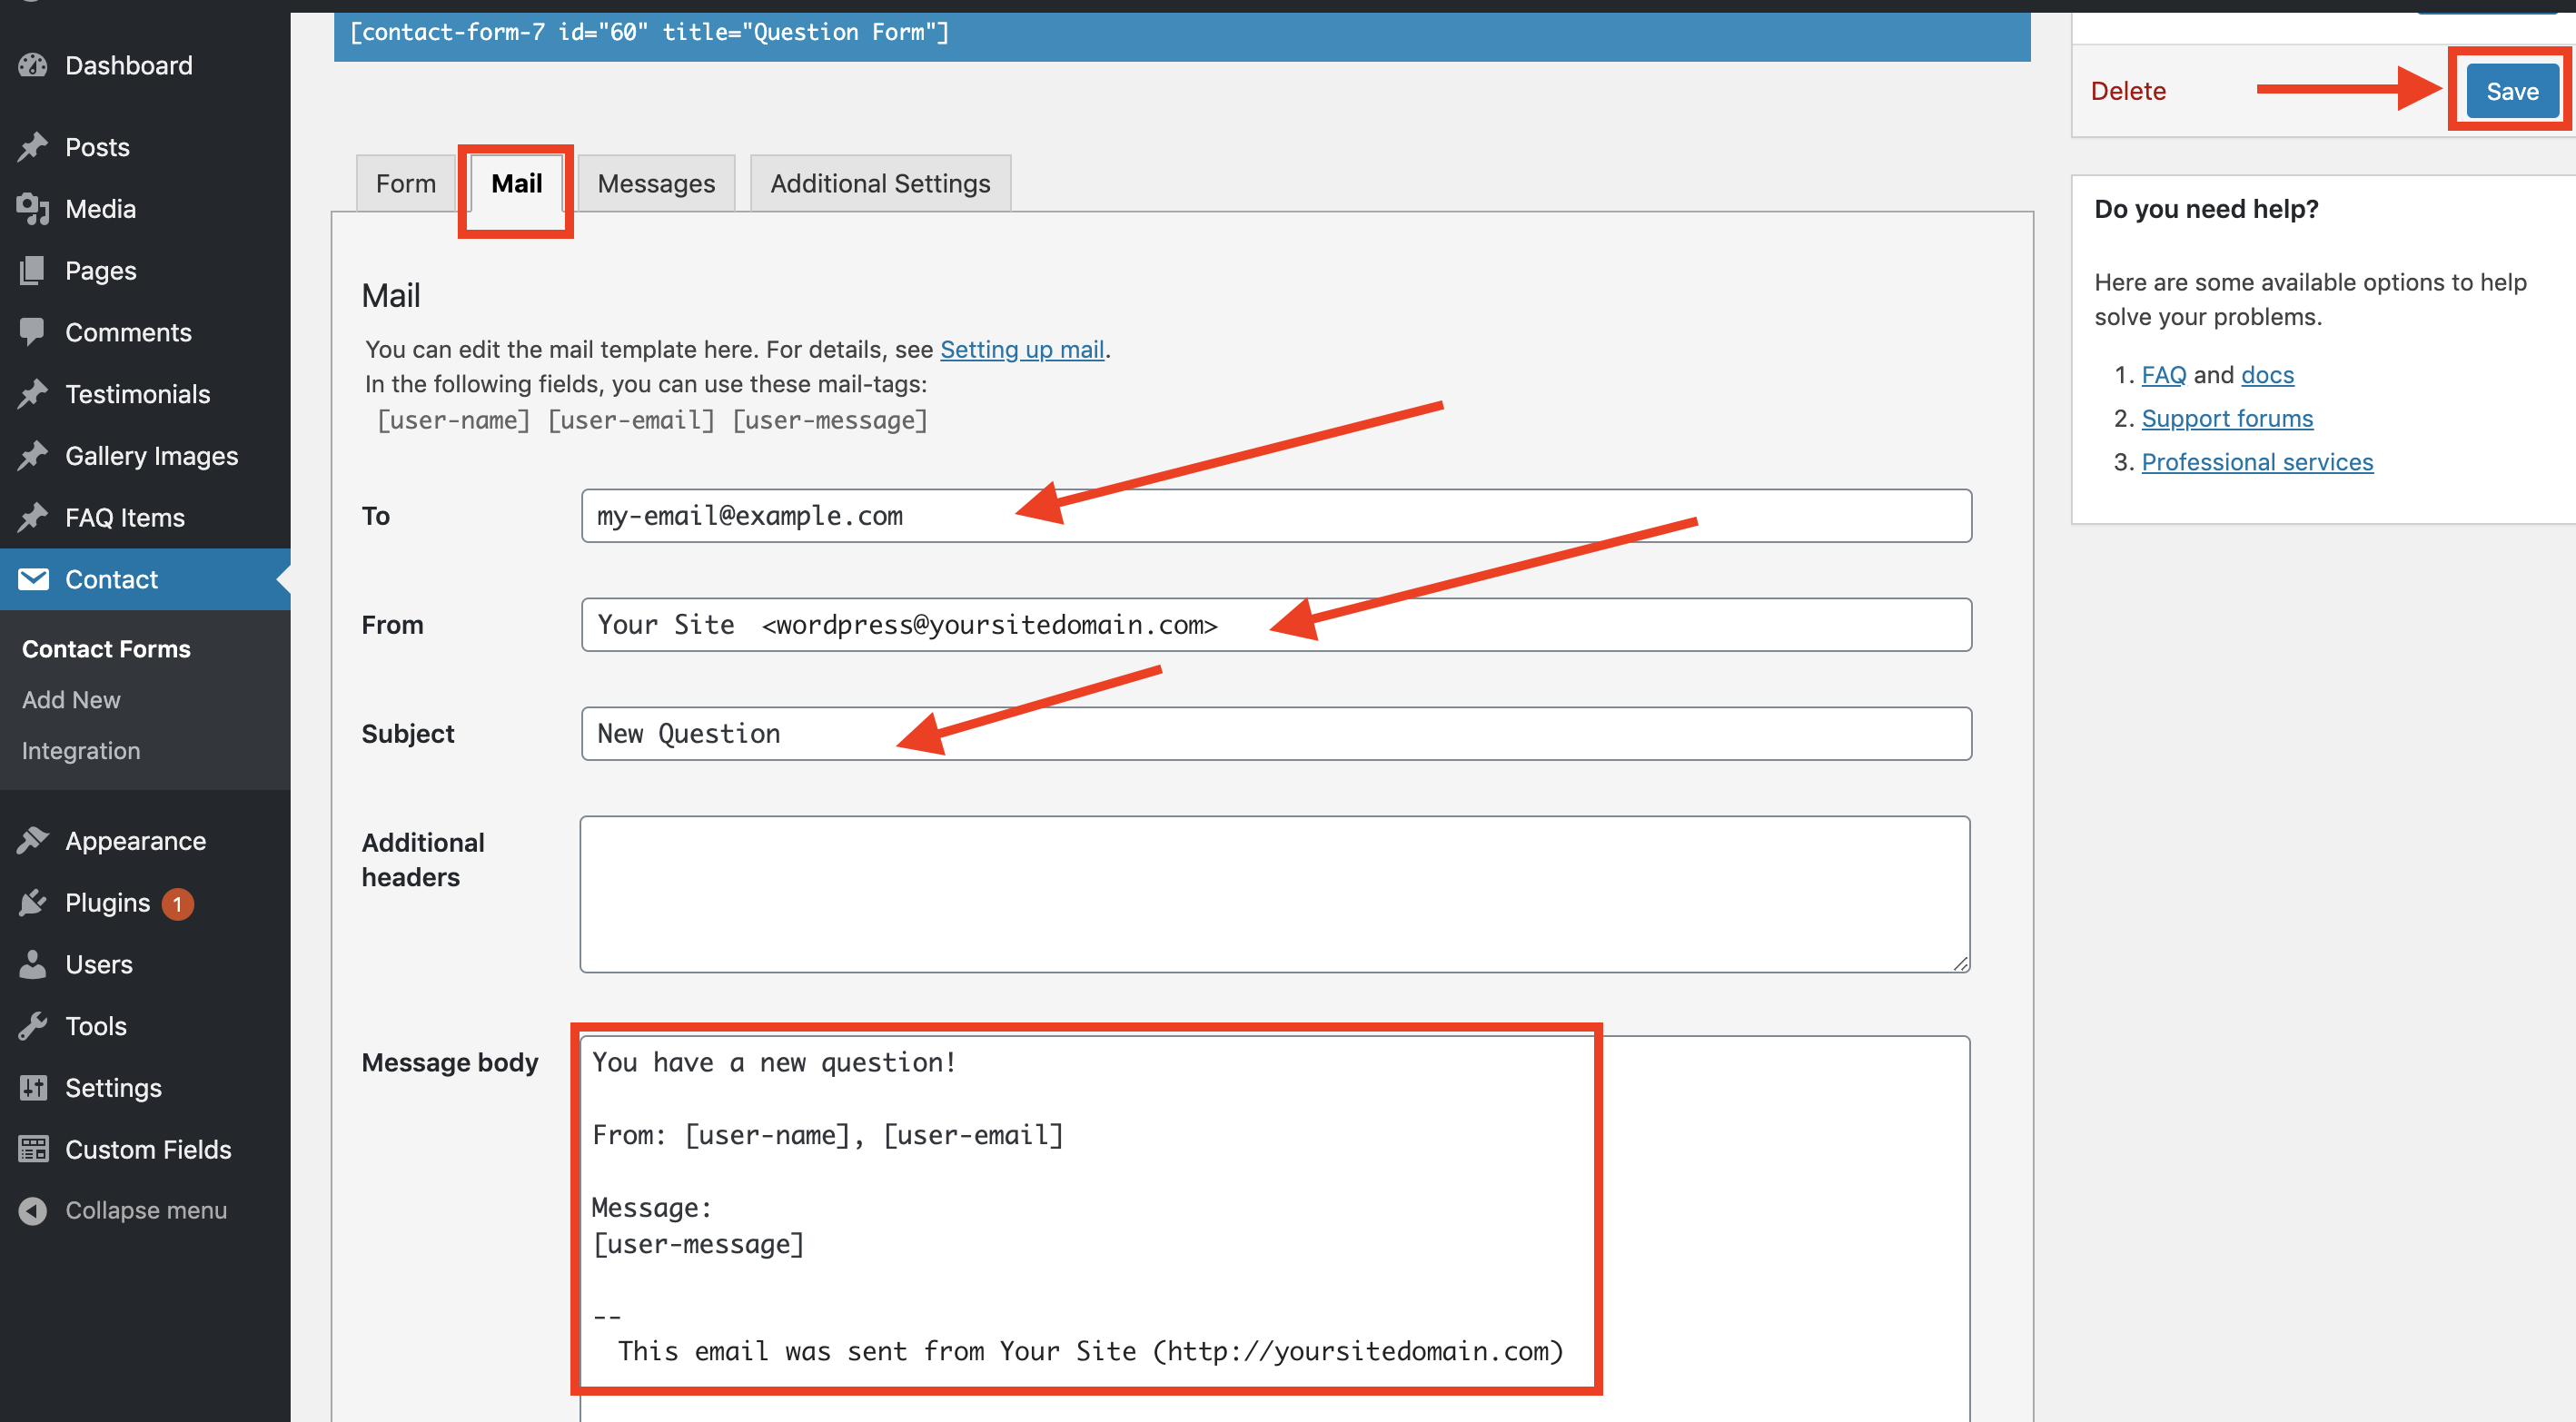 [contact-form-7 id="60" title="Question Form"]
Dashboard
Posts
Media
Pages
Comments
Testimonials
Gallery Images
FAQ Items
Contact
Contact Forms
Add New
Integration
Appearance
Plugins 1
Users
Tools
Settings
Custom Fields
Collapse menu
Form
Mail
Messages
Additional Settings
Mail
You can edit the mail template here. For details, see Setting up mail.
In the following fields, you can use these mail-tags:
[user-name] [user-email] [user-message]
To
my-email@example.com
From
Your Site <wordpress@yoursitedomain.com>
Subject
New Question
Additional
headers
Message body
You have a new question!
From: [user-name], [user-email]
Message:
[user-message]
--
This email was sent from Your Site (http://yoursitedomain.com)
Delete
Save
Do you need help?
Here are some available options to help
solve your problems.
1. FAQ and docs
2. Support forums
3. Professional services